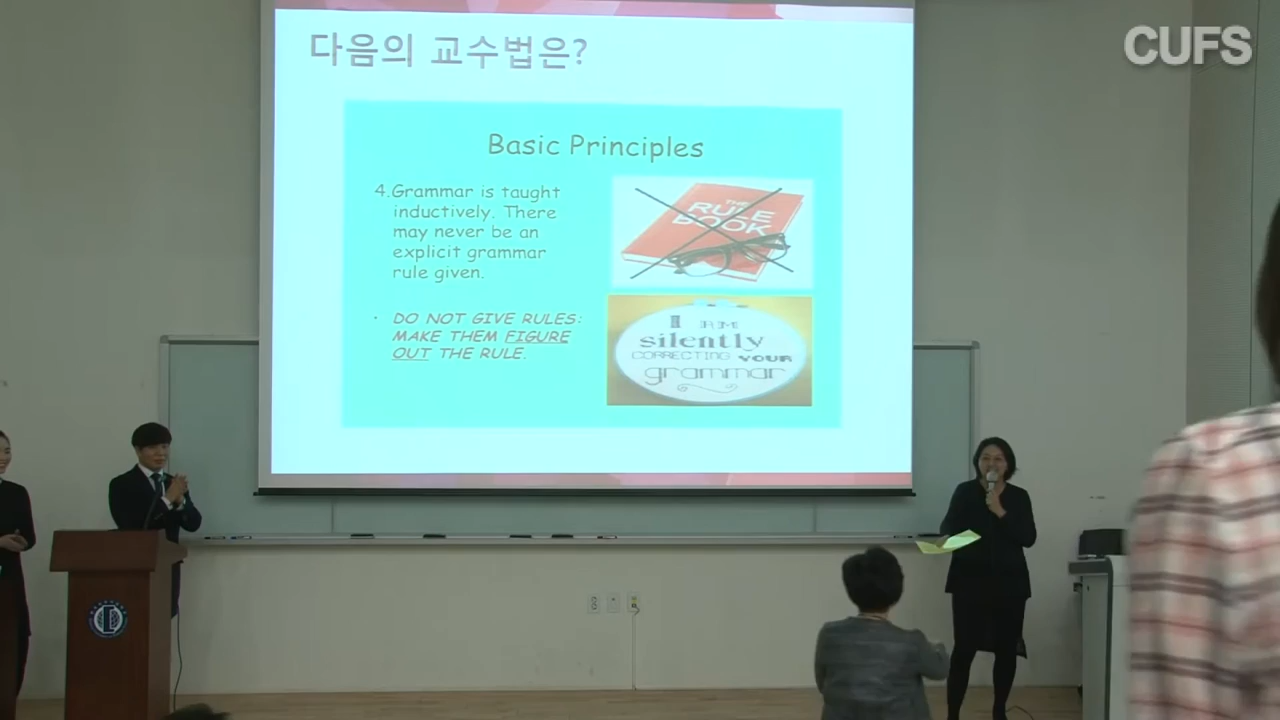 CUFS
다음의 교수법은?
Basic Principles
4.Grammar is taught
inductively. There
may never be an
explicit grammar
rule given.
• DO NOT GIVE RULES:
MAKE THEM FIGURE
OUT THE RULE.
THE
RULE
BOOK
I AM
silently
CORRECTING YOUR
grammar